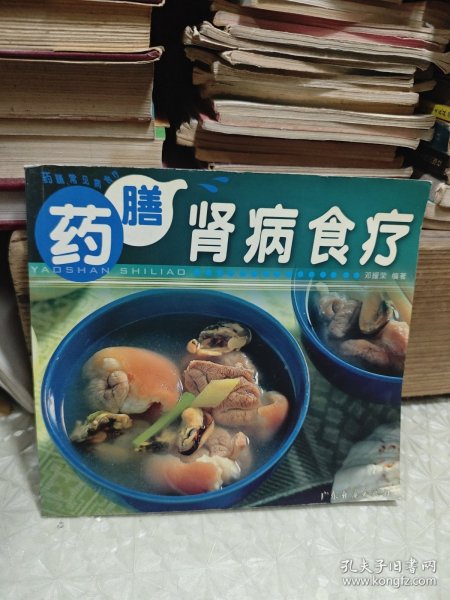 药膳
肾病食疗
YAOSHAN SHILIAO
邓耀荣 编著
孔夫子旧书网
www.kongfz.com